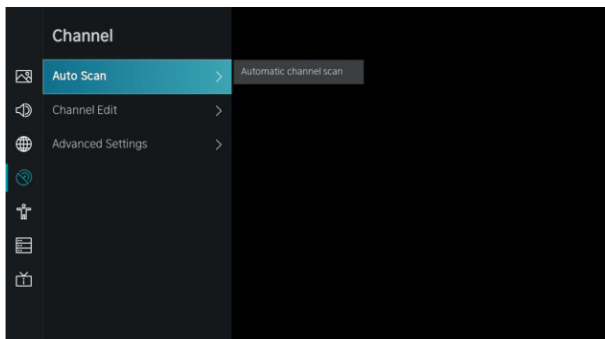 Channel
Auto Scan
Automatic channel scan
Channel Edit
Advanced Settings